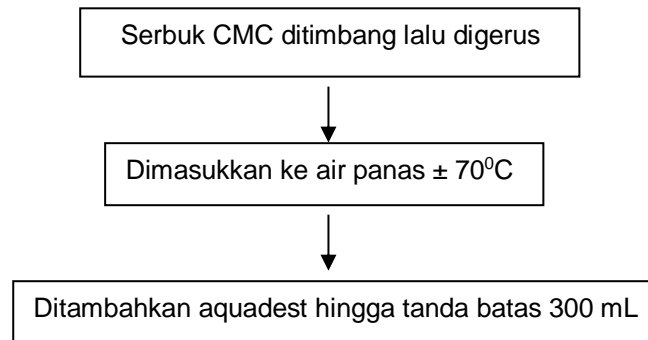 Serbuk CMC ditimbang lalu digerus
Dimasukkan ke air panas ± 70⁰C
Ditambahkan aquadest hingga tanda batas 300 mL